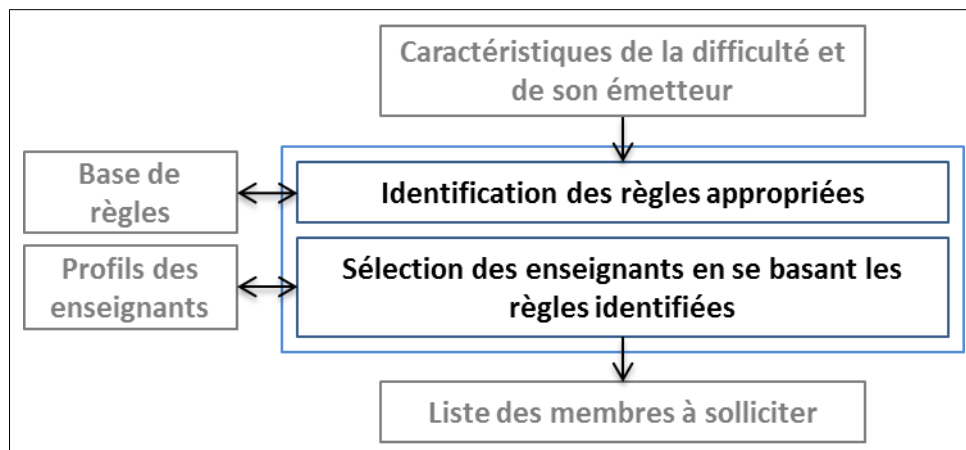 Caractéristiques de la difficulté et
de son émetteur
Base de
règles
Identification des règles appropriées
Profils des
enseignants
Sélection des enseignants en se basant les
règles identifiées
Liste des membres à solliciter